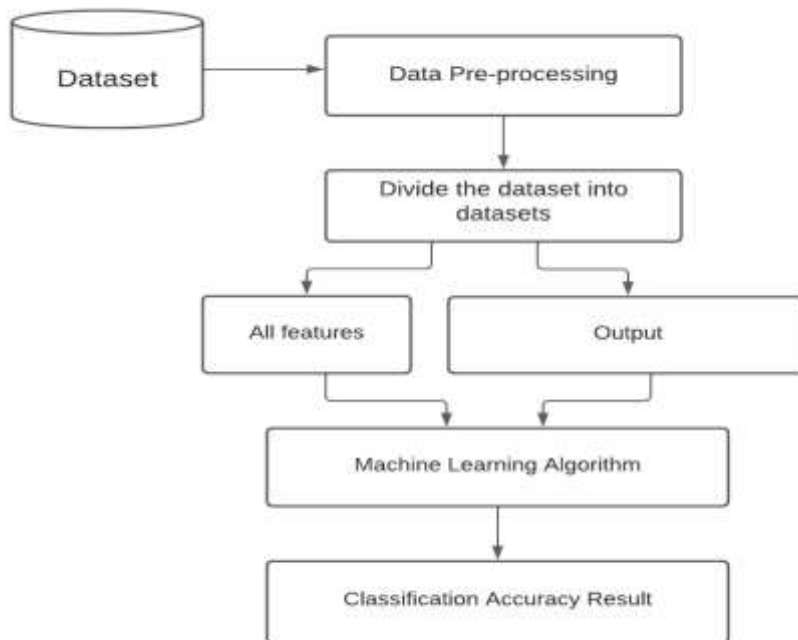 Dataset
Data Pre-processing
Divide the dataset into
datasets
All features
Output
Machine Learning Algorithm
Classification Accuracy Result